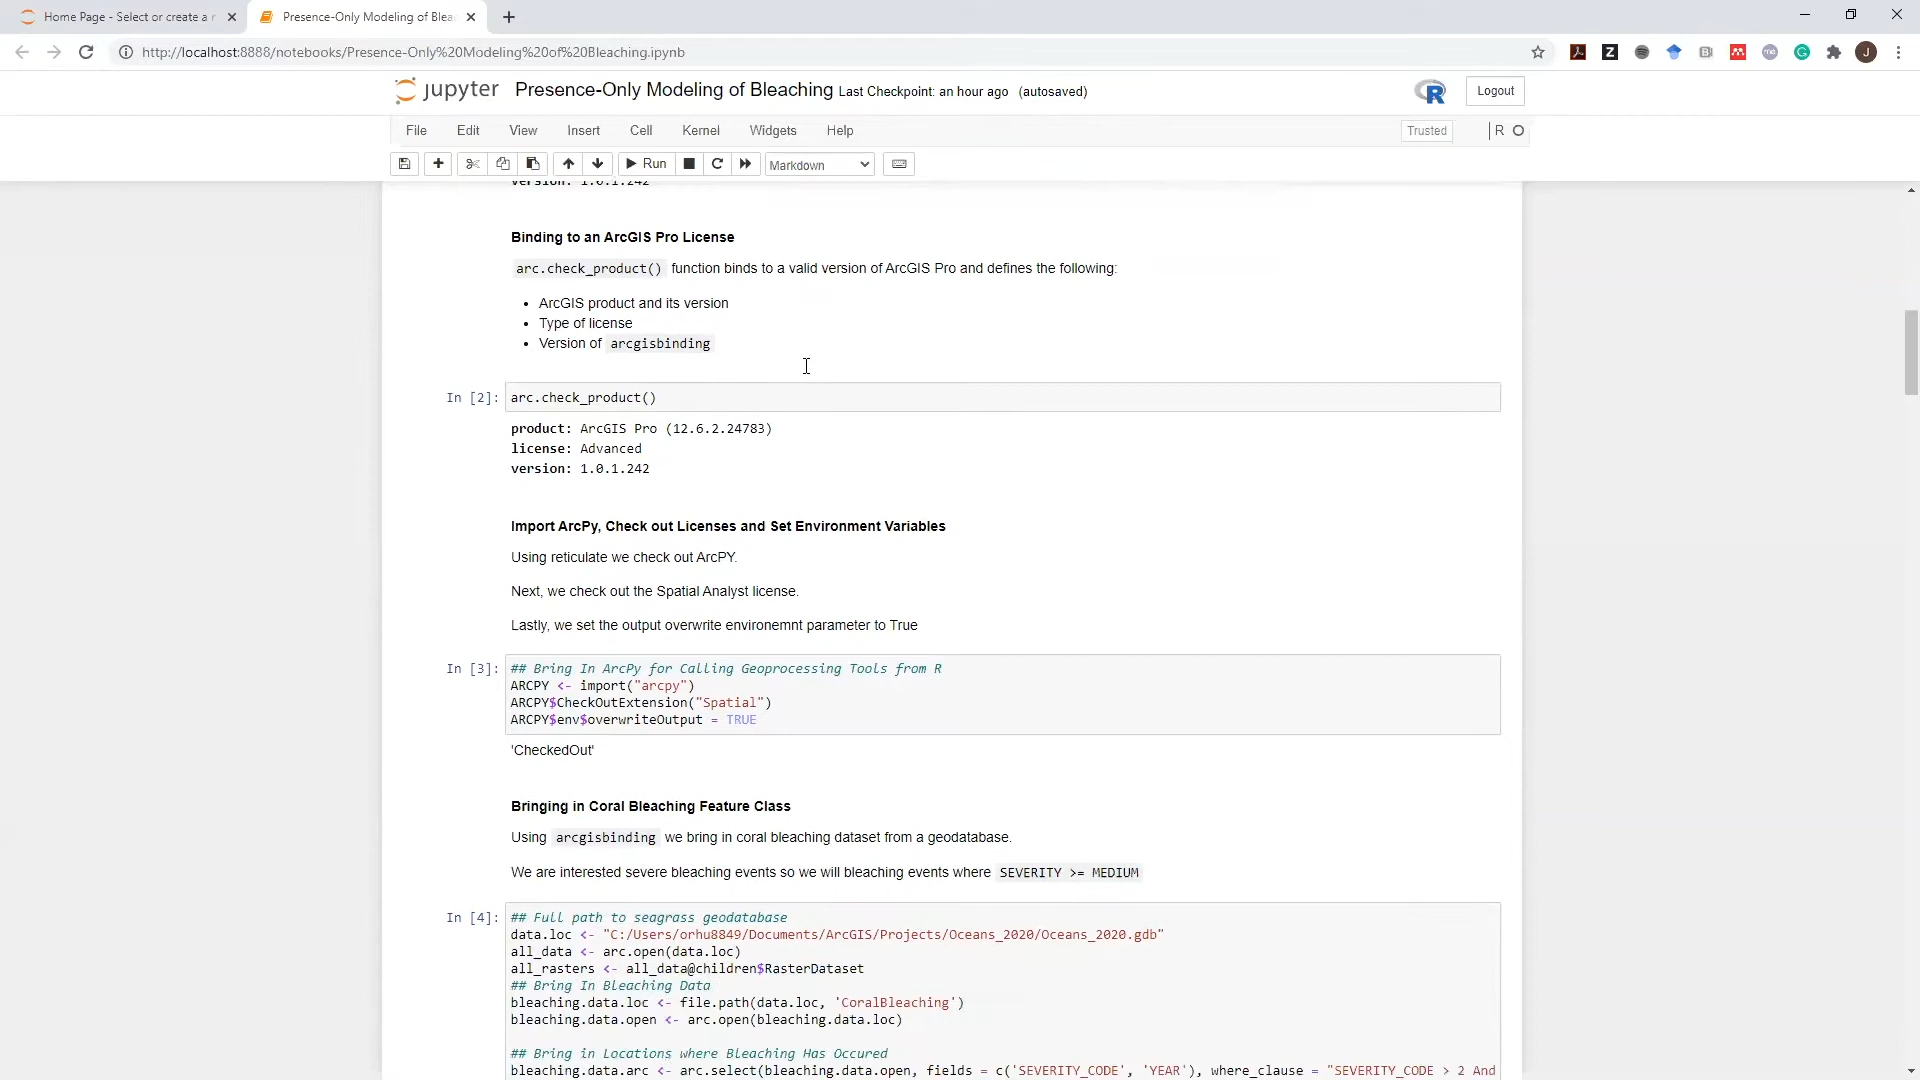 Home Page - Select or create a n
Presence-Only Modeling of Blea
http://localhost:8888/notebooks/Presence-Only%20Modeling%20of%20Bleaching.ipynb
jupyter Presence-Only Modeling of Bleaching Last Checkpoint: an hour ago (autosaved)
Logout
File Edit View Insert Cell Kernel Widgets Help
Trusted
R
Run
Markdown
version: 1.0.1.242
Binding to an ArcGIS Pro License
arc.check_product() function binds to a valid version of ArcGIS Pro and defines the following:
• ArcGIS product and its version
• Type of license
• Version of arcgisbinding
In [2]: arc.check_product()
product: ArcGIS Pro (12.6.2.24783)
license: Advanced
version: 1.0.1.242
Import ArcPy, Check out Licenses and Set Environment Variables
Using reticulate we check out ArcPY.
Next, we check out the Spatial Analyst license.
Lastly, we set the output overwrite environemnt parameter to True
In [3]: ## Bring In ArcPy for Calling Geoprocessing Tools from R
ARCPY <- import("arcpy")
ARCPY$CheckOutExtension("Spatial")
ARCPY$env$overwriteOutput = TRUE
'CheckedOut'
Bringing in Coral Bleaching Feature Class
Using arcgisbinding we bring in coral bleaching dataset from a geodatabase.
We are interested severe bleaching events so we will bleaching events where SEVERITY >= MEDIUM
In [4]: ## Full path to seagrass geodatabase
data.loc <- "C:/Users/orhu8849/Documents/ArcGIS/Projects/Oceans_2020/Oceans_2020.gdb"
all_data <- arc.open(data.loc)
all_rasters <- all_data@children$RasterDataset
## Bring In Bleaching Data
bleaching.data.loc <- file.path(data.loc, 'CoralBleaching')
bleaching.data.open <- arc.open(bleaching.data.loc)
## Bring in Locations where Bleaching Has Occured
bleaching.data.arc <- arc.select(bleaching.data.open, fields = c('SEVERITY_CODE', 'YEAR'), where_clause = "SEVERITY_CODE > 2 And